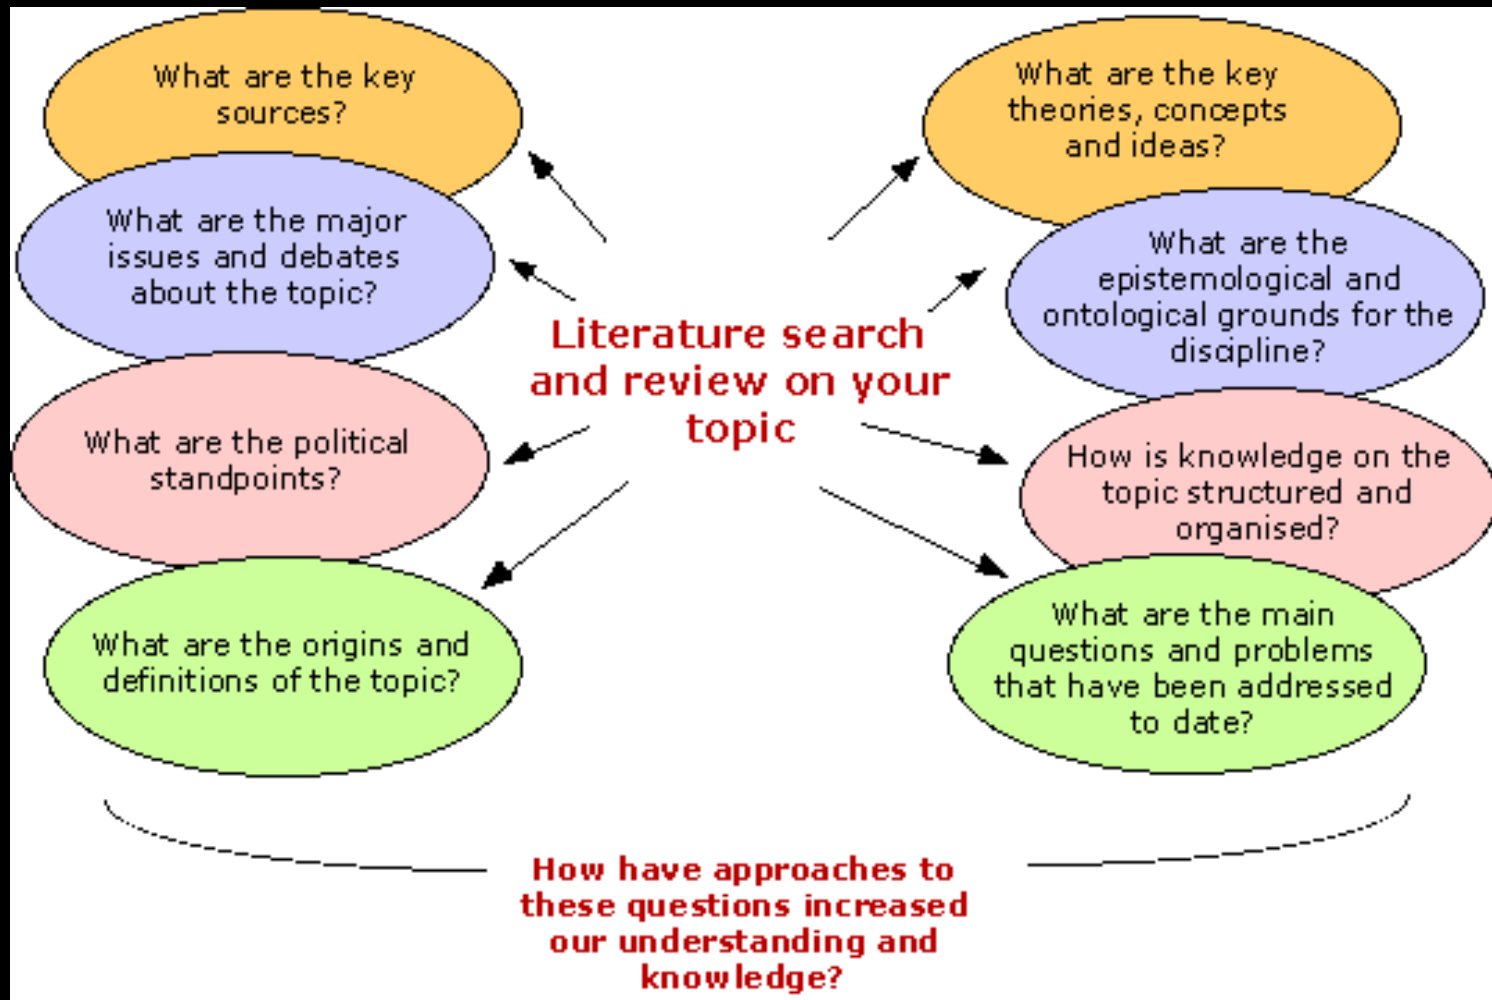 What are the key
sources?
What are the major
issues and debates
about the topic?
What are the political
standpoints?
What are the origins and
definitions of the topic?
Literature search
and review on your
topic
What are the key
theories, concepts
and ideas?
What are the
epistemological and
ontological grounds for the
discipline?
How is knowledge on the
topic structured and
organised?
What are the main
questions and problems
that have been addressed
to date?
How have approaches to
these questions increased
our understanding and
knowledge?